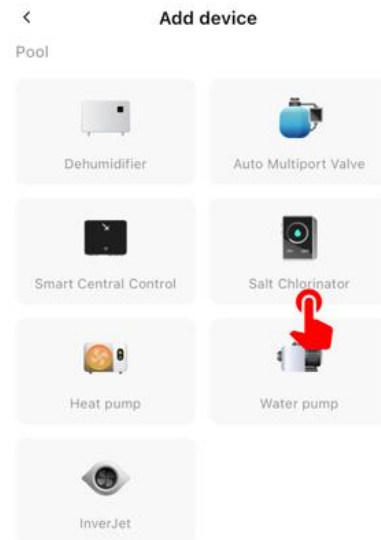 Add device
Pool
Dehumidifier
Auto Multiport Valve
Smart Central Control
Salt Chlorinator
Heat pump
Water pump
InverJet